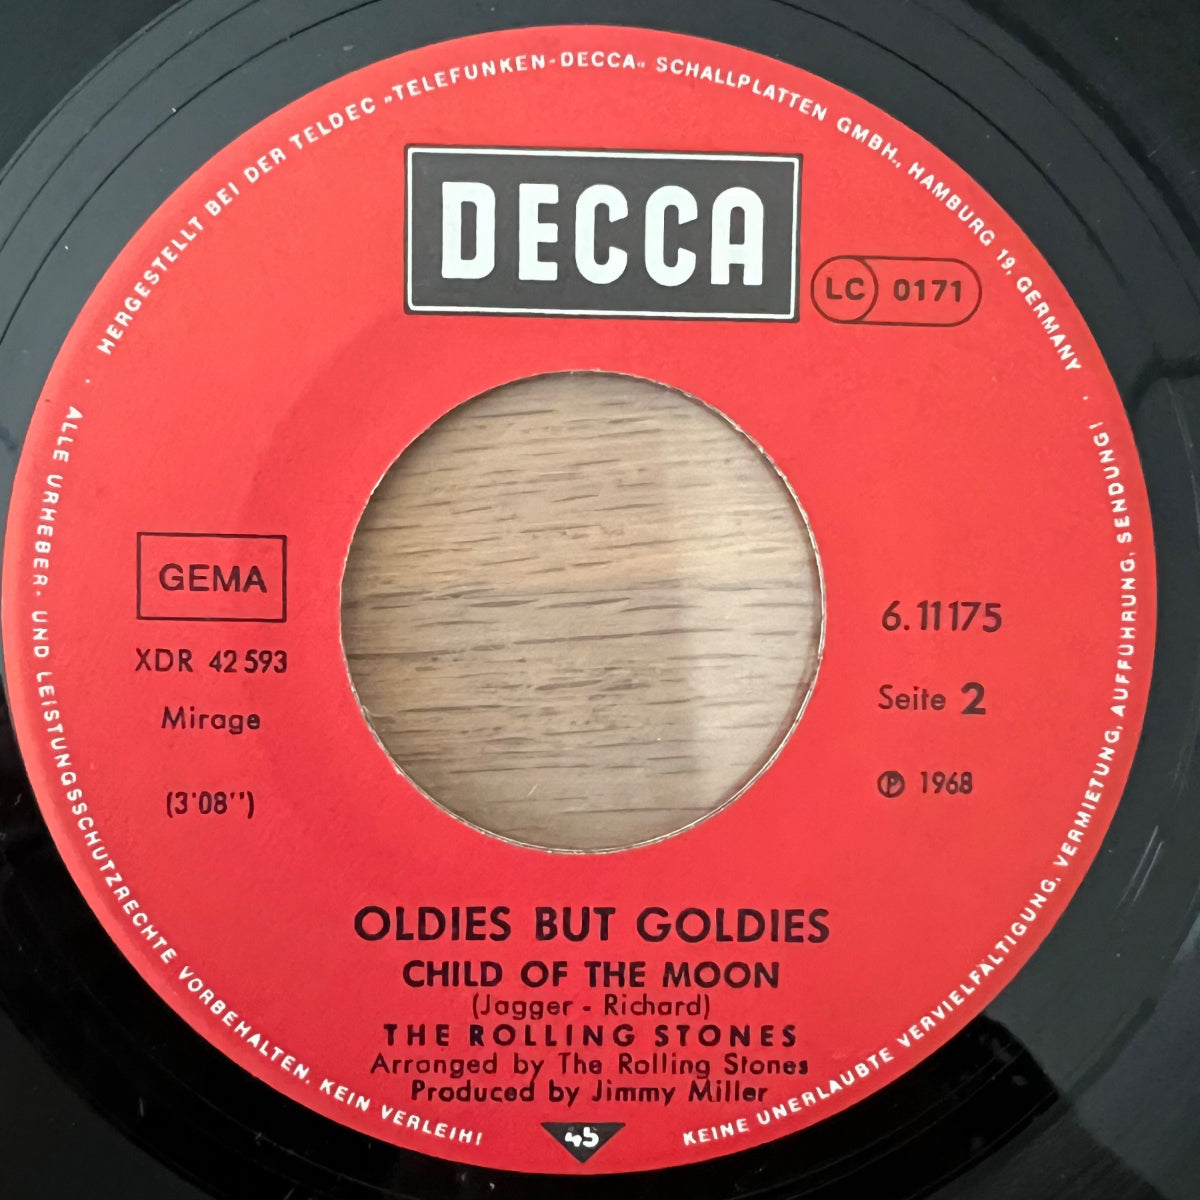 HERGESTELLT BEI DER TELDEC »TELEFUNKEN-DECCA« SCHALLPLATTEN GMBH., HAMBURG 19, GERMANY
DECCA
LC 0171
GEMA
XDR 42 593
Mirage
(3'08'')
6.11175
Seite 2
℗ 1968
OLDIES BUT GOLDIES
CHILD OF THE MOON
(Jagger - Richard)
THE ROLLING STONES
Arranged by The Rolling Stones
Produced by Jimmy Miller
45
· ALLE URHEBER- UND LEISTUNGSSCHUTZRECHTE VORBEHALTEN. KEIN VERLEIH! KEINE UNERLAUBTE VERVIELFÄLTIGUNG, VERMIETUNG, AUFFÜHRUNG, SENDUNG! ·